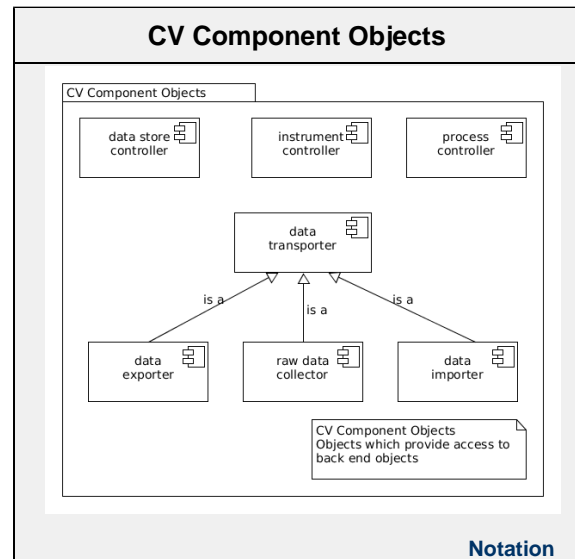 CV Component Objects
CV Component Objects
data store
controller
instrument
controller
process
controller
data
transporter
is a
is a
is a
data
exporter
raw data
collector
data
importer
CV Component Objects
Objects which provide access to
back end objects
Notation